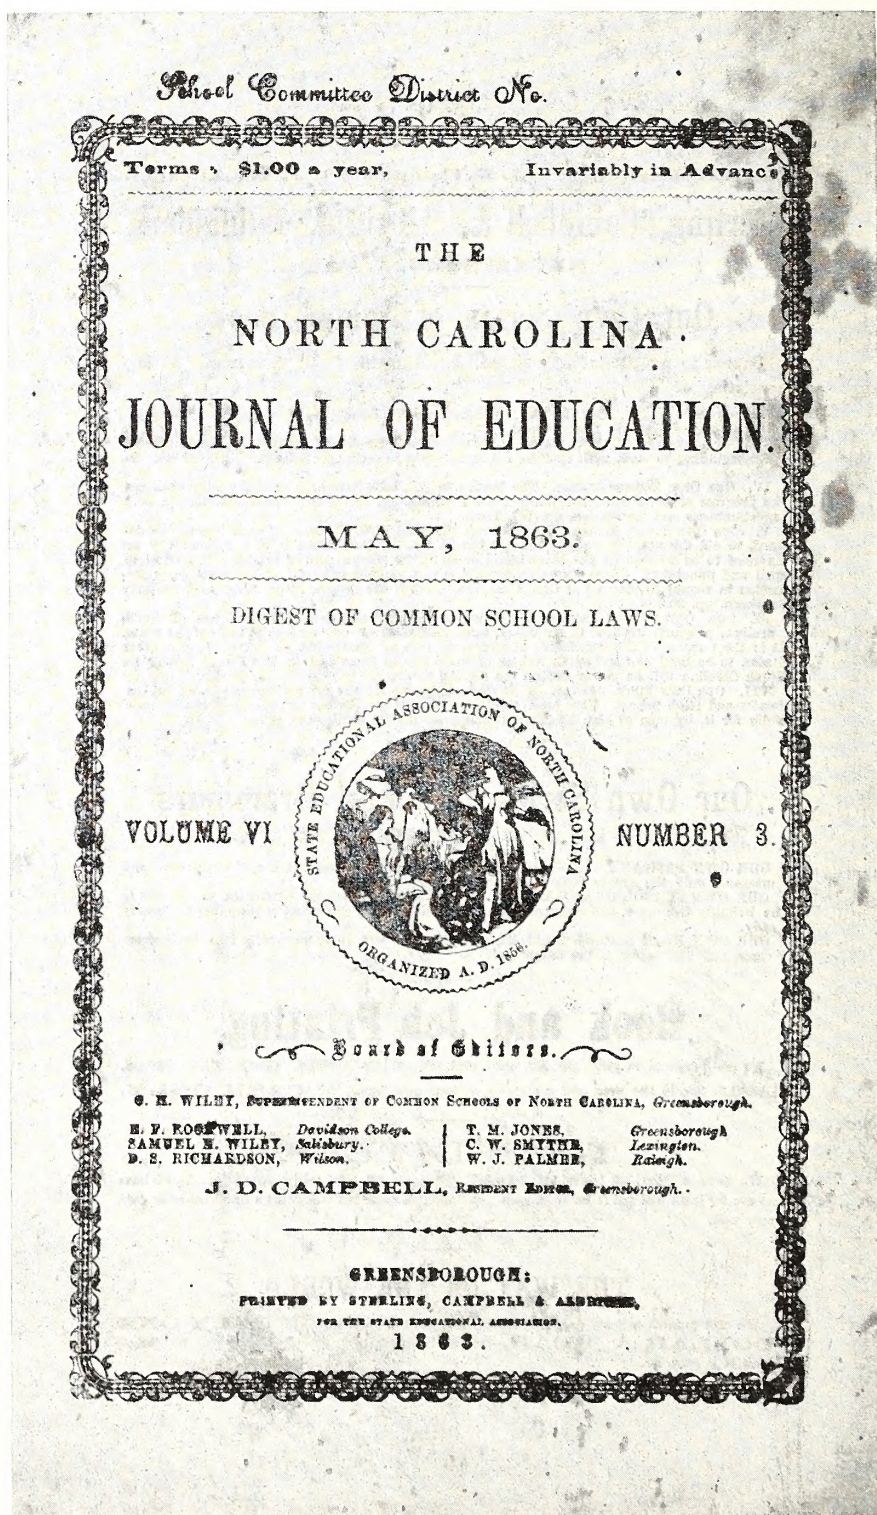 School Committee District No.
Terms, $1.00 a year, Invariably in Advance
THE
NORTH CAROLINA
JOURNAL OF EDUCATION.
MAY, 1863.
DIGEST OF COMMON SCHOOL LAWS.
STATE EDUCATIONAL ASSOCIATION OF NORTH CAROLINA
ORGANIZED A. D. 1856.
VOLUME VI
NUMBER 3.
Board of Editors.
C. H. WILEY, SUPERINTENDENT OF COMMON SCHOOLS OF NORTH CAROLINA, Greensborough.
E. F. ROCKWELL, Davidson College.
SAMUEL H. WILEY, Salisbury.
D. S. RICHARDSON, Wilson.
T. M. JONES, Greensborough
C. W. SMYTHE, Lexington.
W. J. PALMER, Raleigh.
J. D. CAMPBELL, RESIDENT EDITOR, Greensborough.
GREENSBOROUGH:
PRINTED BY STERLING, CAMPBELL & ALBRIGHT,
FOR THE STATE EDUCATIONAL ASSOCIATION.
1863.